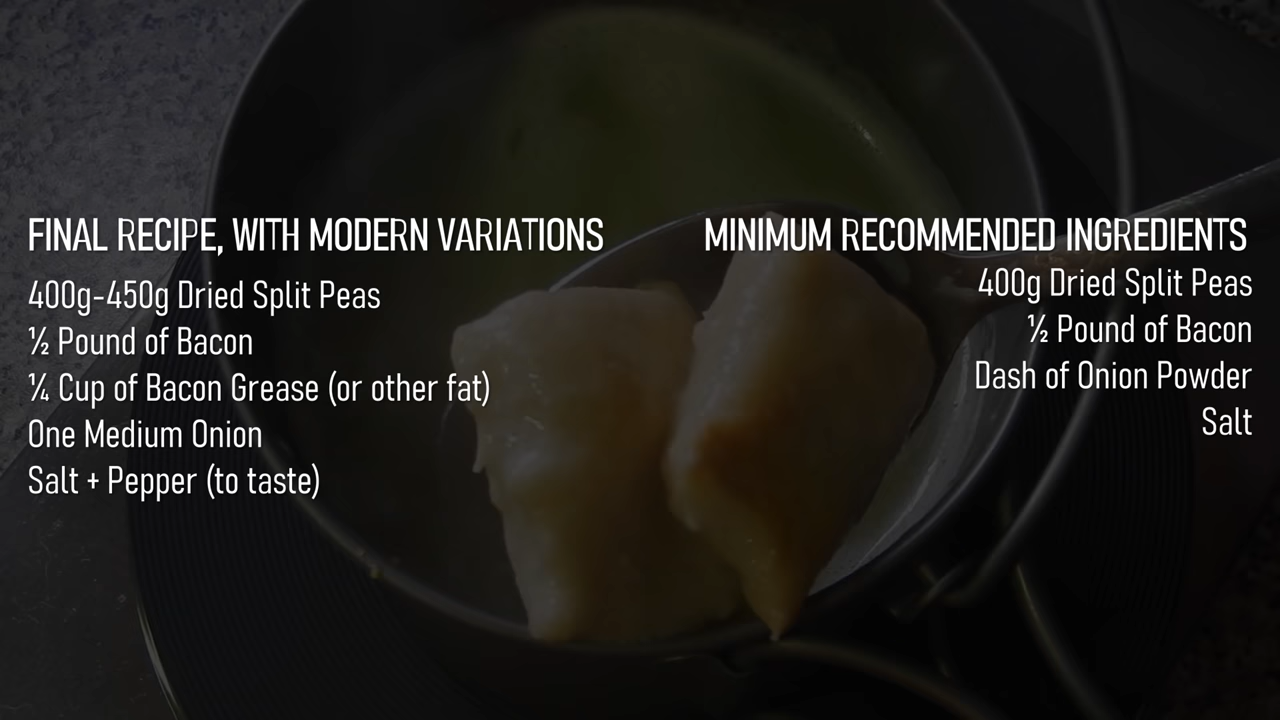 FINAL RECIPE, WITH MODERN VARIATIONS
400g-450g Dried Split Peas
½ Pound of Bacon
¼ Cup of Bacon Grease (or other fat)
One Medium Onion
Salt + Pepper (to taste)
MINIMUM RECOMMENDED INGREDIENTS
400g Dried Split Peas
½ Pound of Bacon
Dash of Onion Powder
Salt